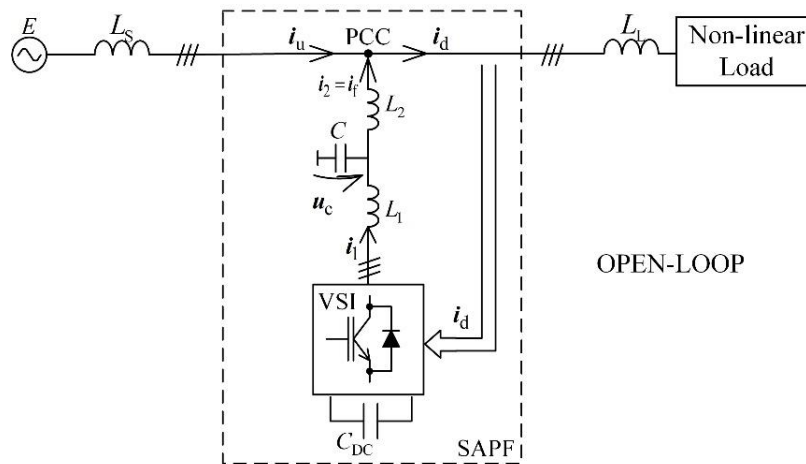 E
L_S
i_u
PCC
i_d
L_L
Non-linear
Load
i_2 = i_f
L_2
C
u_c
L_1
i_1
OPEN-LOOP
VSI
i_d
C_DC
SAPF